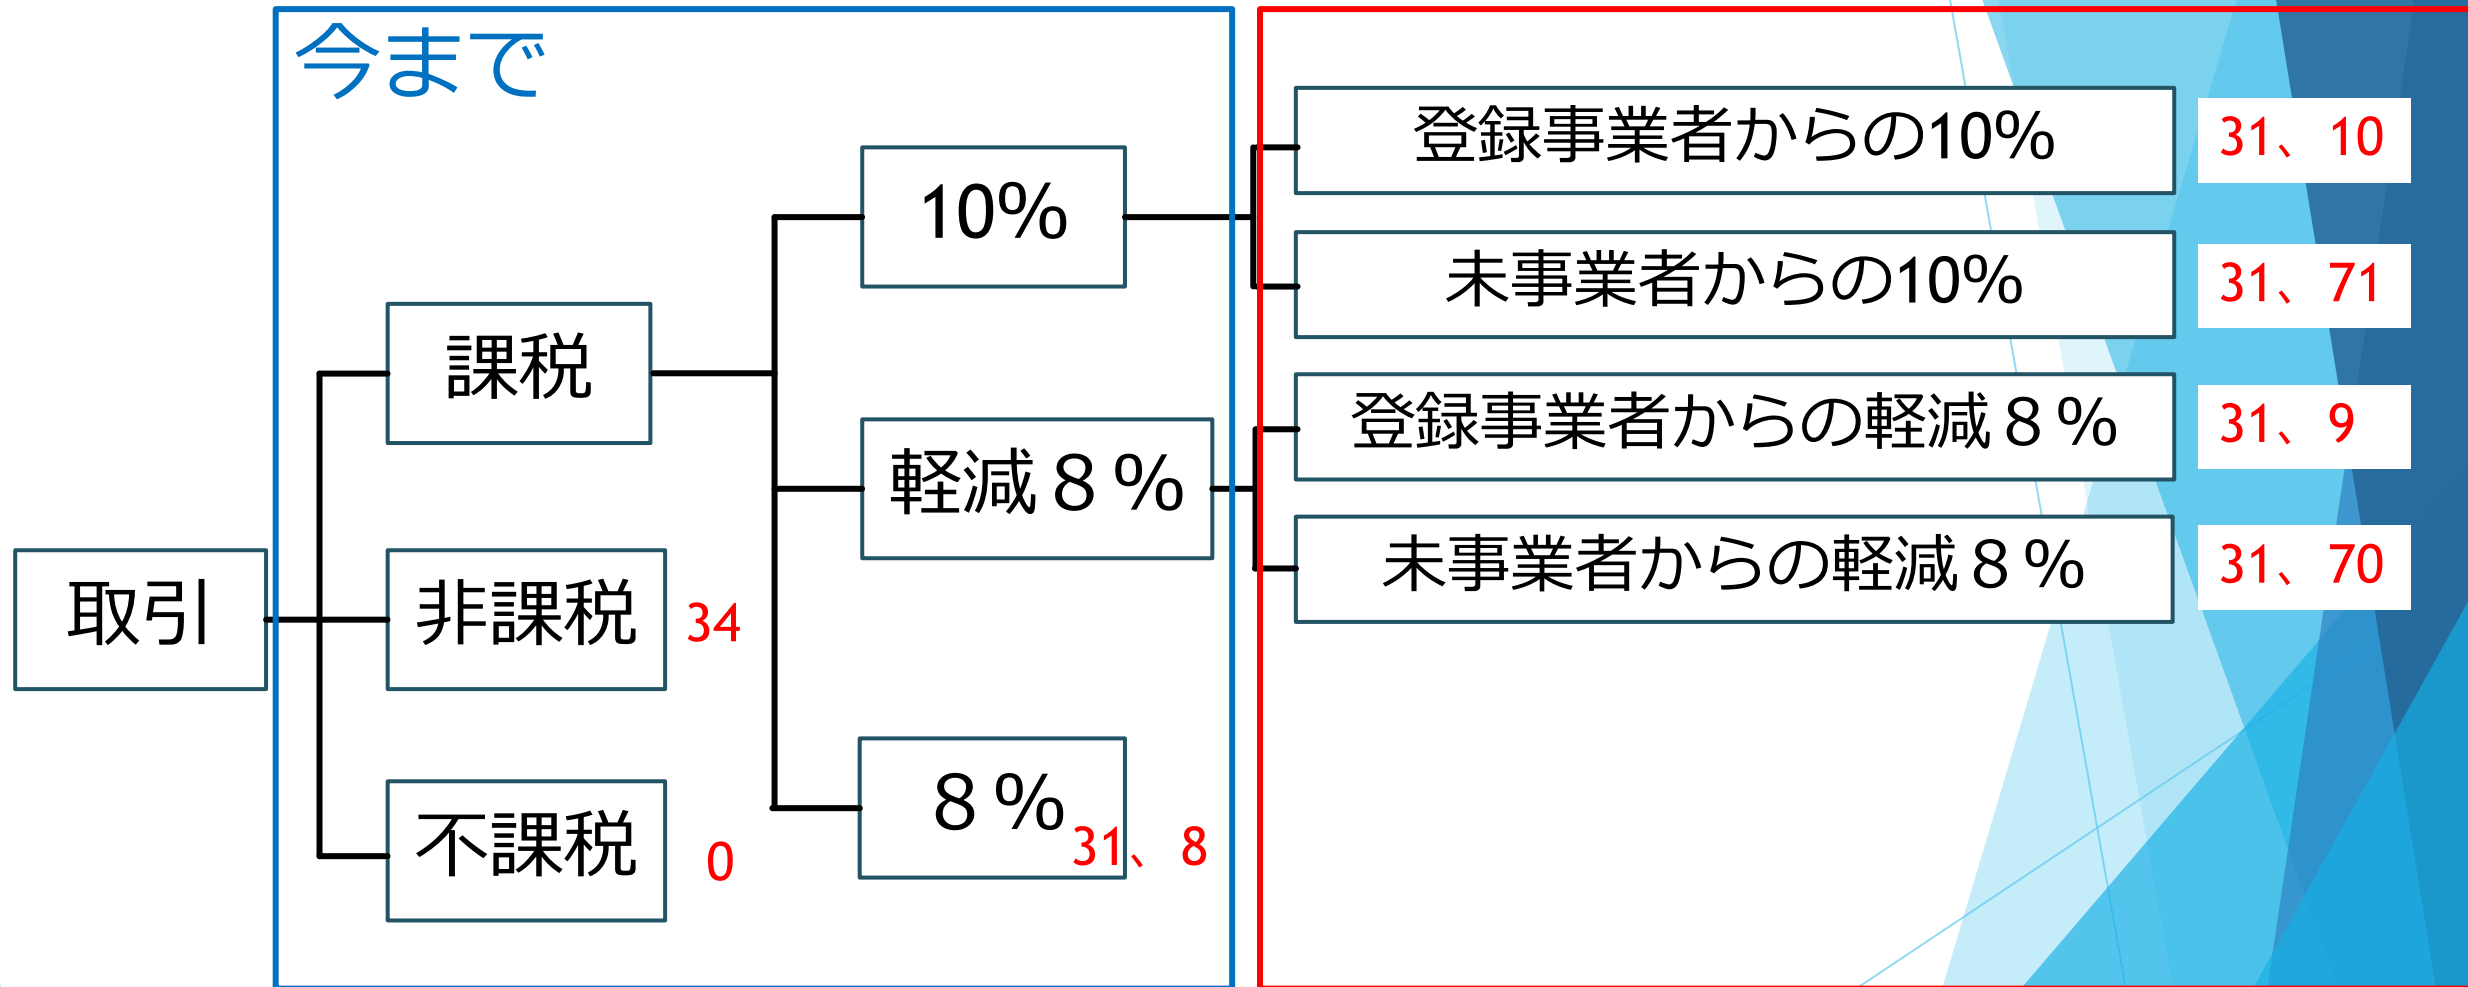 今まで
取引
課税
非課税 34
不課税 0
10%
軽減８%
８%
31、8
登録事業者からの10% 31、10
未事業者からの10% 31、71
登録事業者からの軽減８% 31、9
未事業者からの軽減８% 31、70